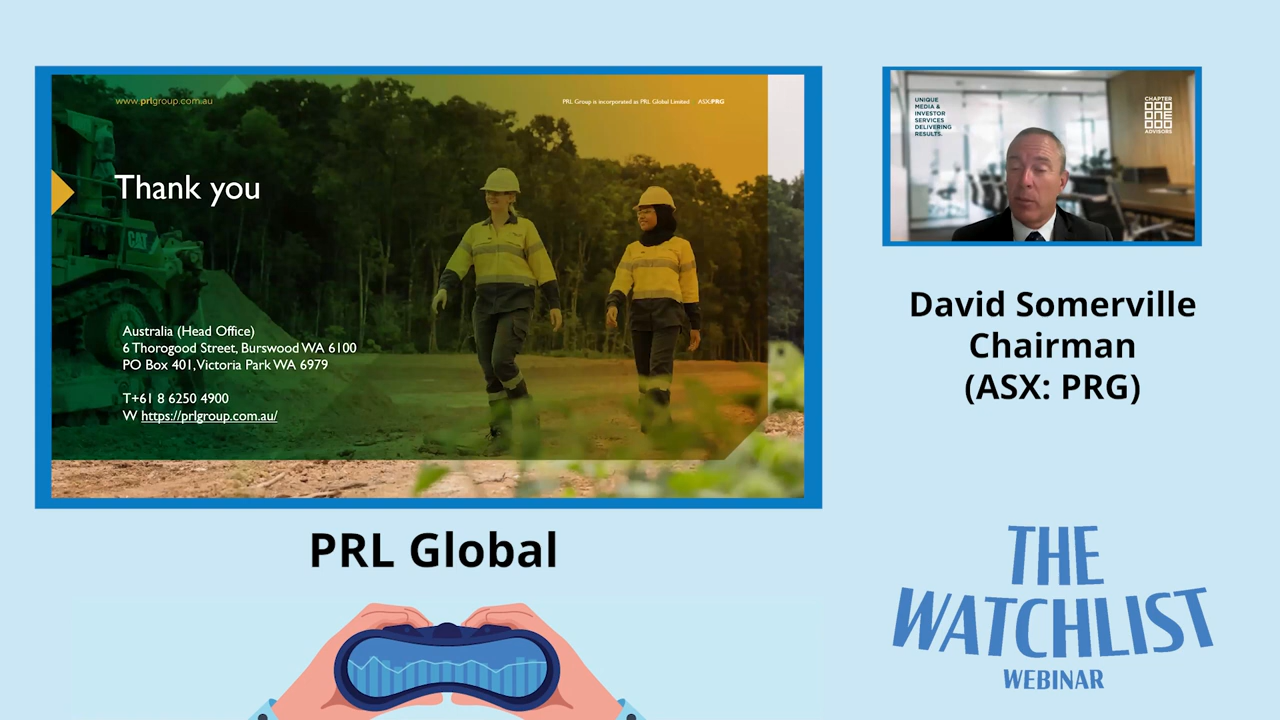 www.prlgroup.com.au
PRL Group is incorporated as PRL Global Limited ASX:PRG
Thank you
CAT
Australia (Head Office)
6 Thorogood Street, Burswood WA 6100
PO Box 401, Victoria Park WA 6979
T+61 8 6250 4900
W https://prlgroup.com.au/
UNIQUE
MEDIA &
INVESTOR
SERVICES
DELIVERING
RESULTS.
CHAPTER
ONE
ADVISORS
David Somerville
Chairman
(ASX: PRG)
PRL Global
THE
WATCHLIST
WEBINAR